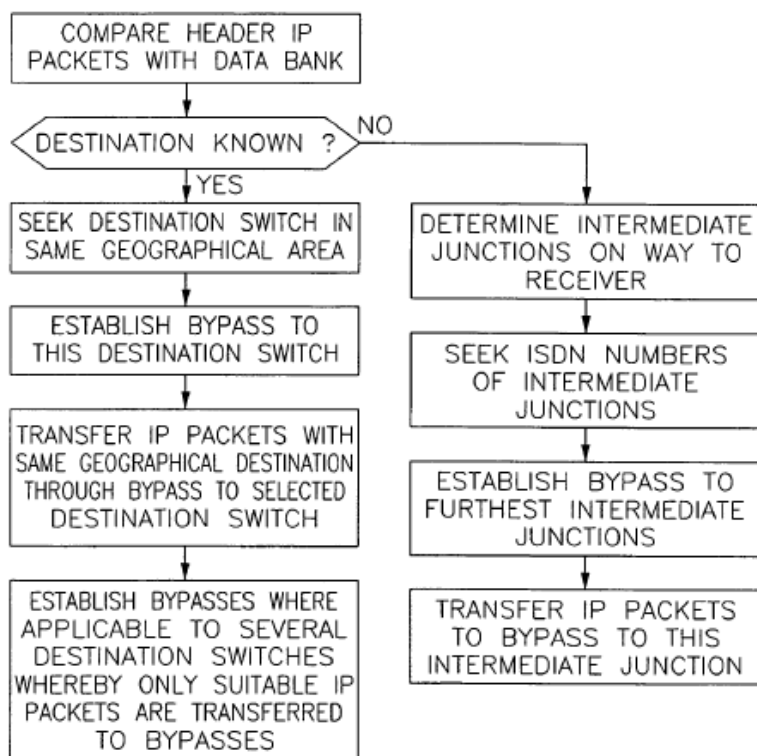 COMPARE HEADER IP
PACKETS WITH DATA BANK
DESTINATION KNOWN ?
NO
YES
SEEK DESTINATION SWITCH IN
SAME GEOGRAPHICAL AREA
ESTABLISH BYPASS TO
THIS DESTINATION SWITCH
TRANSFER IP PACKETS WITH
SAME GEOGRAPHICAL DESTINATION
THROUGH BYPASS TO SELECTED
DESTINATION SWITCH
ESTABLISH BYPASSES WHERE
APPLICABLE TO SEVERAL
DESTINATION SWITCHES
WHEREBY ONLY SUITABLE IP
PACKETS ARE TRANSFERRED
TO BYPASSES
DETERMINE INTERMEDIATE
JUNCTIONS ON WAY TO
RECEIVER
SEEK ISDN NUMBERS
OF INTERMEDIATE
JUNCTIONS
ESTABLISH BYPASS TO
FURTHEST INTERMEDIATE
JUNCTIONS
TRANSFER IP PACKETS
TO BYPASS TO THIS
INTERMEDIATE JUNCTION